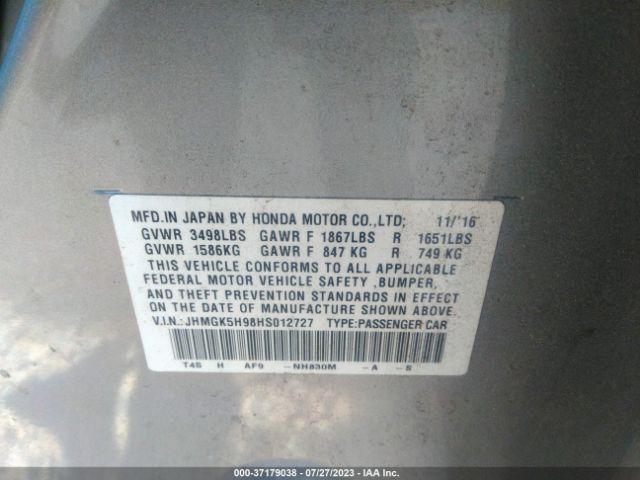 MFD.IN JAPAN BY HONDA MOTOR CO.,LTD; 11/'16
GVWR 3498LBS GAWR F 1867LBS R 1651LBS
GVWR 1586KG GAWR F 847 KG R 749 KG
THIS VEHICLE CONFORMS TO ALL APPLICABLE
FEDERAL MOTOR VEHICLE SAFETY ,BUMPER,
AND THEFT PREVENTION STANDARDS IN EFFECT
ON THE DATE OF MANUFACTURE SHOWN ABOVE.
V.I.N.:JHMGK5H98HS012727 TYPE:PASSENGER CAR
T4S H AF9 -NH830M -A -S
000-37179038 - 07/27/2023 - IAA Inc.